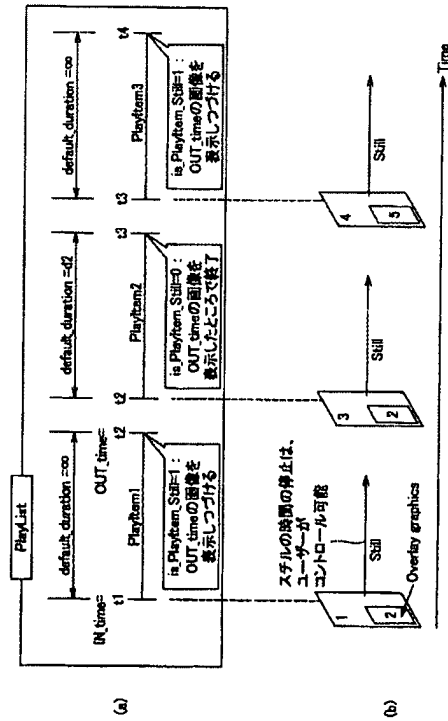 PlayList
(a)
default_duration =∞
IN_time=
OUT_time=
t1
t2
PlayItem1
is_PlayItem_Still=1 :
OUT_timeの画像を
表示しつづける
default_duration =d2
t2
t3
PlayItem2
is_PlayItem_Still=0 :
OUT_timeの画像を
表示したところで終了
default_duration =∞
t3
t4
PlayItem3
is_PlayItem_Still=1 :
OUT_timeの画像を
表示しつづける
(b)
ステルの時間の停止は、
ユーザーが
コントロール可能
1
2
Still
Overlay graphics
3
2
Still
4
5
Still
Time